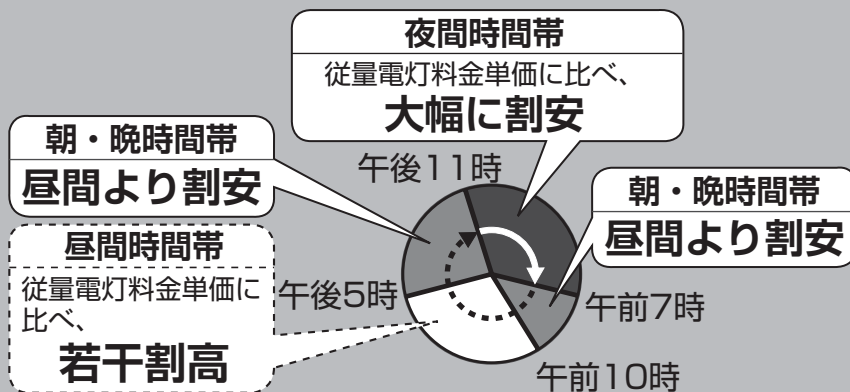 夜間時間帯
従量電灯料金単価に比べ、
大幅に割安
朝・晩時間帯
昼間より割安
午後11時
朝・晩時間帯
昼間より割安
昼間時間帯
従量電灯料金単価に
比べ、
若干割高
午後5時
午前7時
午前10時